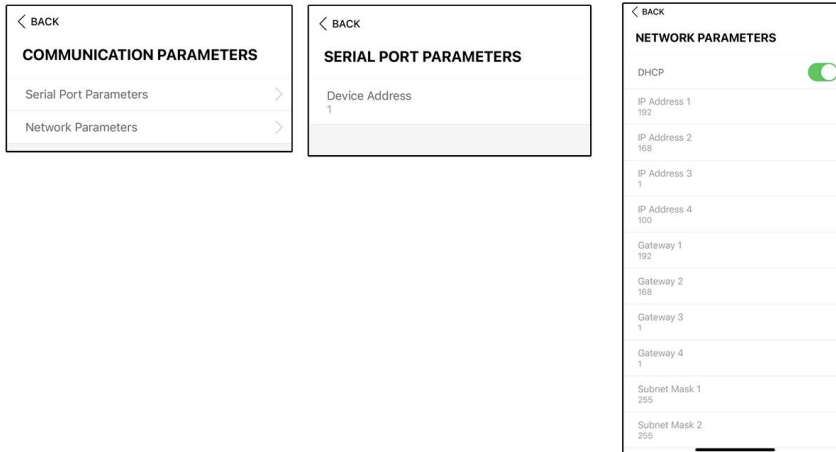 BACK
COMMUNICATION PARAMETERS
Serial Port Parameters
Network Parameters
BACK
SERIAL PORT PARAMETERS
Device Address
1
BACK
NETWORK PARAMETERS
DHCP
IP Address 1
192
IP Address 2
168
IP Address 3
1
IP Address 4
100
Gateway 1
192
Gateway 2
168
Gateway 3
1
Gateway 4
1
Subnet Mask 1
255
Subnet Mask 2
255